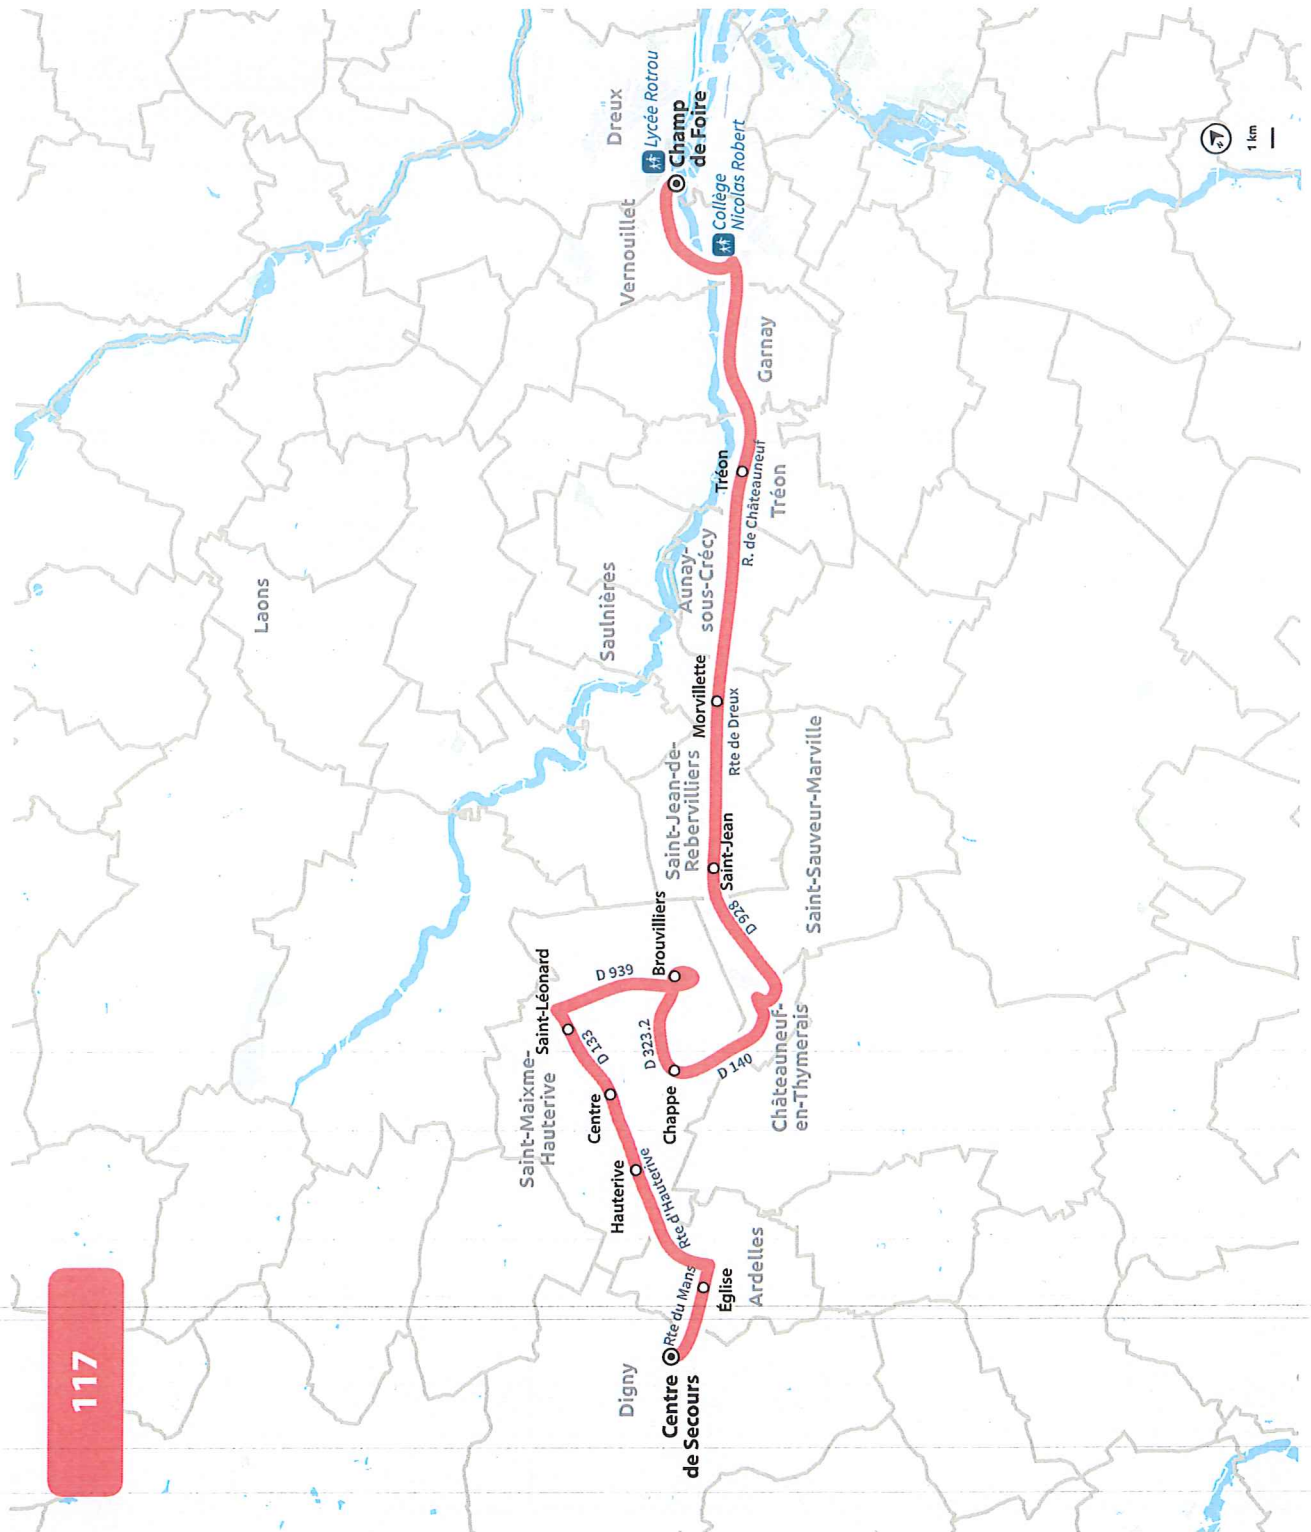 117
Dreux
Lycée Rotrou
Champ
de Foire
Collège
Nicolas Robert
Vernouillet
Garnay
Tréon
R. de Châteauneuf
Tréon
Aunay-
sous-Crécy
Saulnières
Laons
Morvillette
Rte de Dreux
Saint-Jean-de-
Rebervilliers
Saint-Jean
Saint-Sauveur-Marville
D 928
Brouvilliers
D 939
Saint-Léonard
D 133
D 323.2
Chappe
D 140
Châteauneuf-
en-Thymerais
Saint-Maixme-
Hauterive
Centre
Hauterive
Rte d'Hauterive
Ardelles
Église
Rte du Mans
Digny
Centre
de Secours
N
1 km